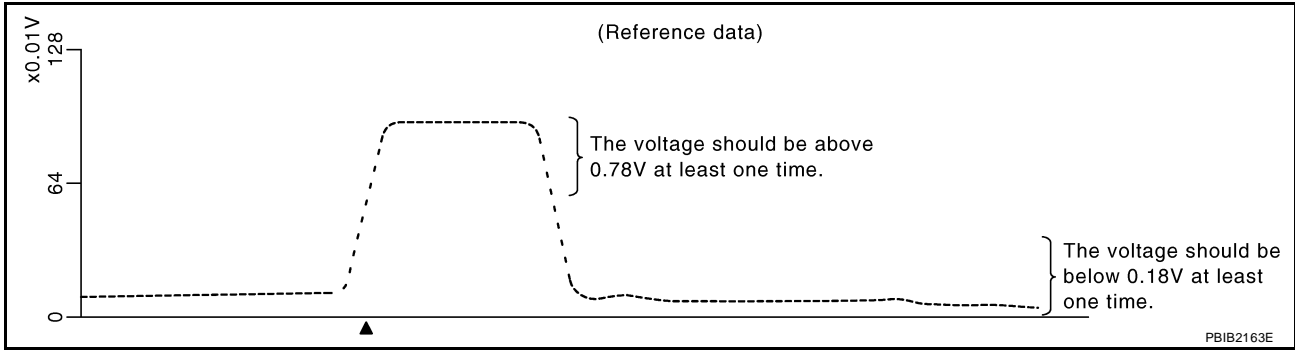 (Reference data)
x0.01V
128
64
0
The voltage should be above
0.78V at least one time.
The voltage should be
below 0.18V at least
one time.
PBIB2163E